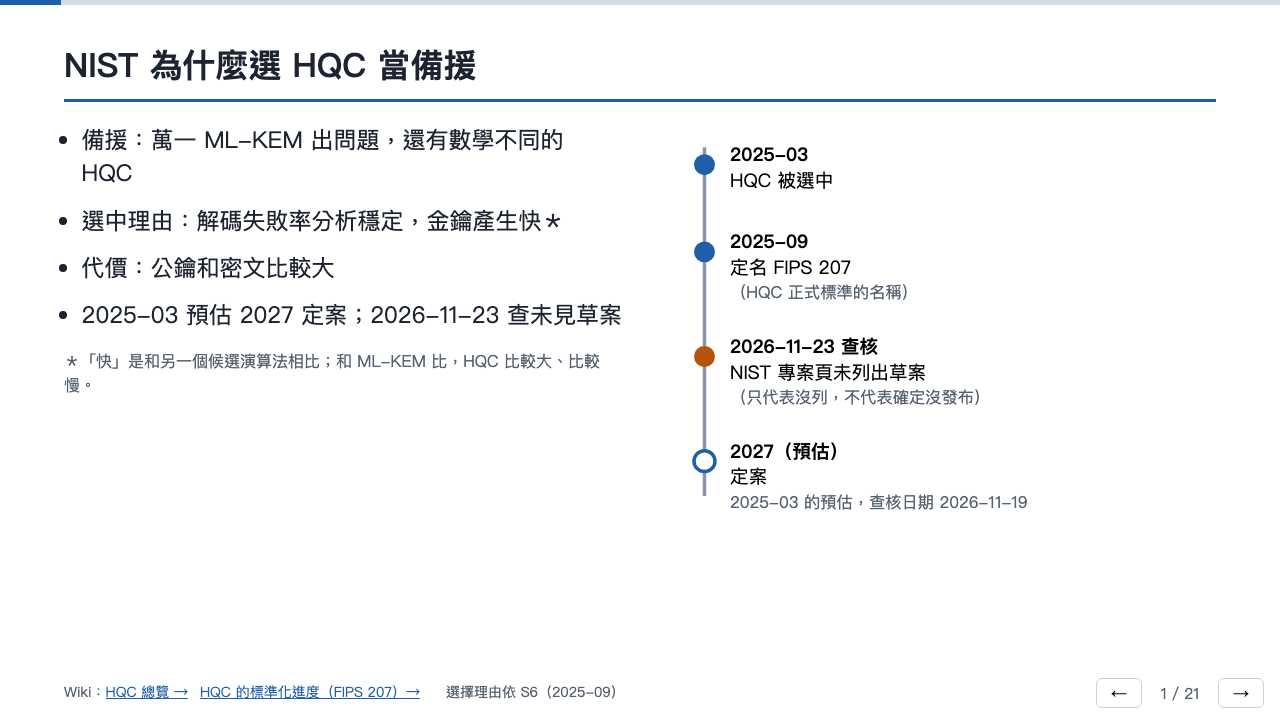 NIST 為什麼選 HQC 當備援
• 備援：萬一 ML-KEM 出問題，還有數學不同的
HQC
• 選中理由：解碼失敗率分析穩定，金鑰產生快＊
• 代價：公鑰和密文比較大
• 2025-03 預估 2027 定案；2026-11-23 查未見草案
＊「快」是和另一個候選演算法相比；和 ML-KEM 比，HQC 比較大、比較
慢。
2025-03
HQC 被選中
2025-09
定名 FIPS 207
（HQC 正式標準的名稱）
2026-11-23 查核
NIST 專案頁未列出草案
（只代表沒列，不代表確定沒發布）
2027（預估）
定案
2025-03 的預估，查核日期 2026-11-19
Wiki：HQC 總覽 → HQC 的標準化進度（FIPS 207）→ 選擇理由依 S6（2025-09）
← 1 / 21 →